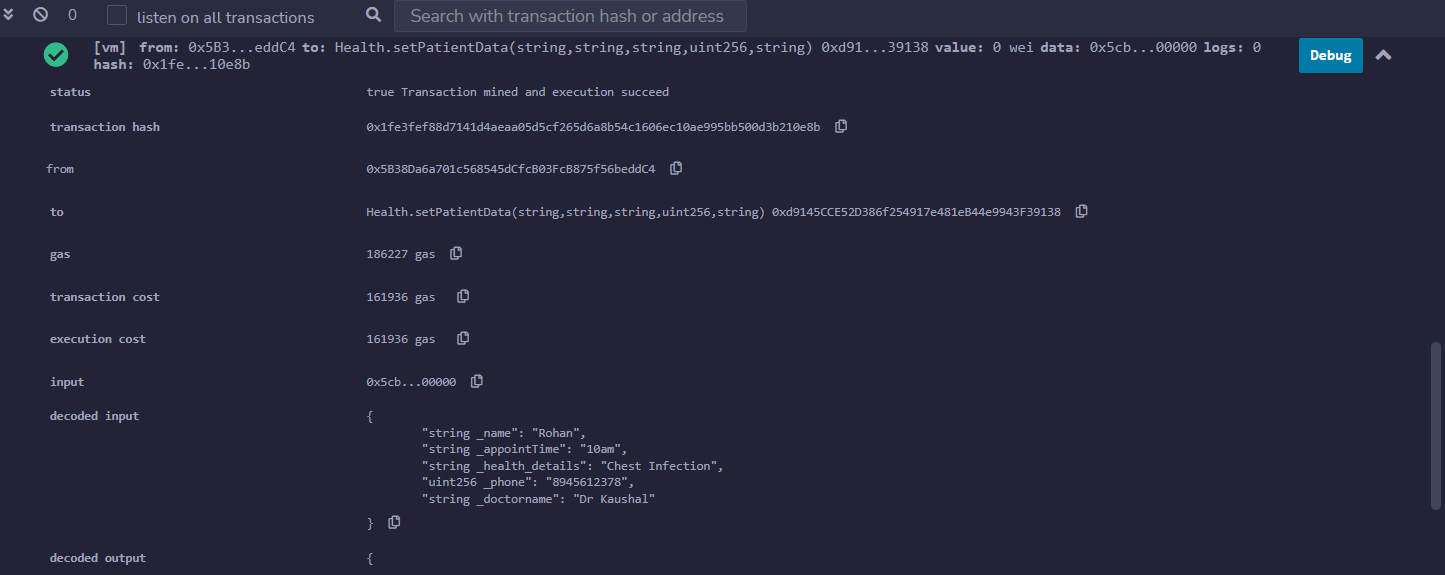 0 listen on all transactions Search with transaction hash or address
[vm] from: 0x5B3...eddC4 to: Health.setPatientData(string,string,string,uint256,string) 0xd91...39138 value: 0 wei data: 0x5cb...00000 logs: 0
hash: 0x1fe...10e8b
Debug
status true Transaction mined and execution succeed
transaction hash 0x1fe3fef88d7141d4aeaa05d5cf265d6a8b54c1606ec10ae995bb500d3b210e8b
from 0x5B38Da6a701c568545dCfcB03FcB875f56beddC4
to Health.setPatientData(string,string,string,uint256,string) 0xd9145CCE52D386f254917e481eB44e9943F39138
gas 186227 gas
transaction cost 161936 gas
execution cost 161936 gas
input 0x5cb...00000
decoded input {
"string _name": "Rohan",
"string _appointTime": "10am",
"string _health_details": "Chest Infection",
"uint256 _phone": "8945612378",
"string _doctorname": "Dr Kaushal"
}
decoded output {